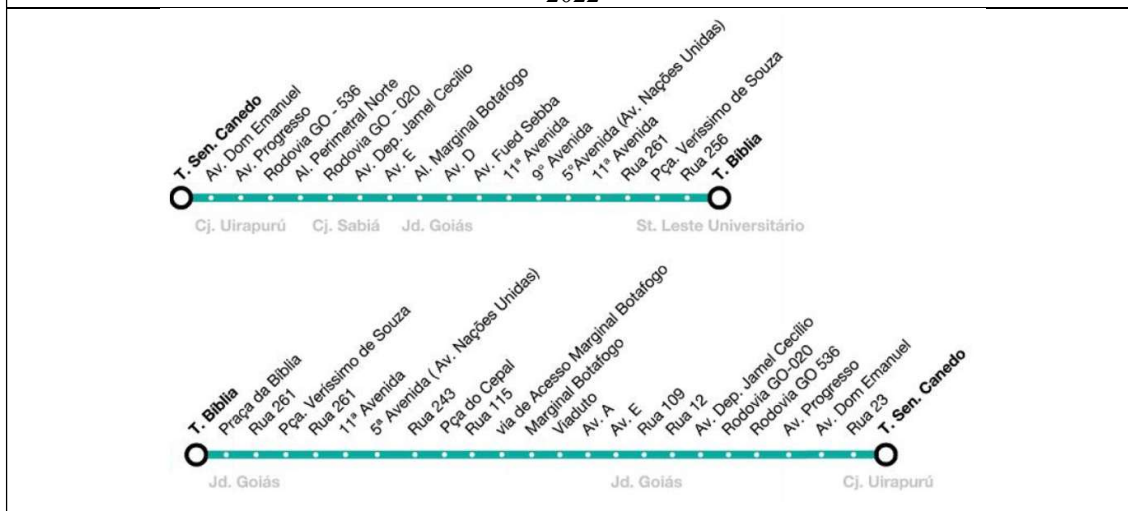 2022
T. Sen. Canedo
Av. Dom Emanuel
Av. Progresso
Rodovia GO - 536
Al. Perimetral Norte
Rodovia GO - 020
Av. Dep. Jamel Cecílio
Av. E
Al. Marginal Botafogo
Av. D
Av. Fued Sebba
11ª Avenida
9° Avenida
5°Avenida (Av. Nações Unidas)
11ª Avenida
Rua 261
Pça. Veríssimo de Souza
Rua 256
T. Bíblia
Cj. Uirapurú
Cj. Sabiá
Jd. Goiás
St. Leste Universitário
T. Bíblia
Praça da Bíblia
Rua 261
Pça. Veríssimo de Souza
Rua 261
11ª Avenida
5ª Avenida ( Av. Nações Unidas)
Rua 243
Pça do Cepal
Rua 115
via de Acesso Marginal Botafogo
Marginal Botafogo
Viaduto
Av. A
Av. E
Rua 109
Rua 12
Av. Dep. Jamel Cecílio
Rodovia GO-020
Rodovia GO 536
Av. Progresso
Av. Dom Emanuel
Rua 23
T. Sen. Canedo
Jd. Goiás
Jd. Goiás
Cj. Uirapurú